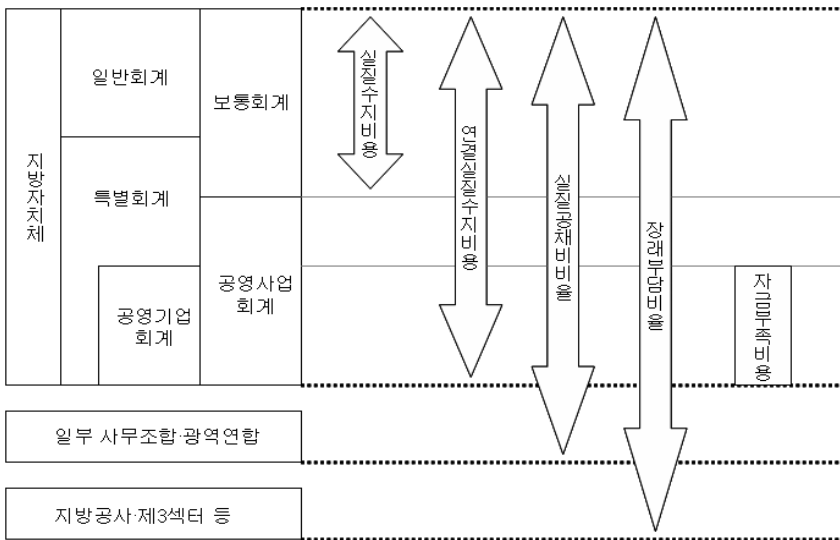 지방자치체
일반회계
특별회계
공영기업
회계
보통회계
공영사업
회계
실질수지비용
연결실질수지비용
실질공채비비율
장래부담비율
자금부족비용
일부 사무조합·광역연합
지방공사·제3섹터 등